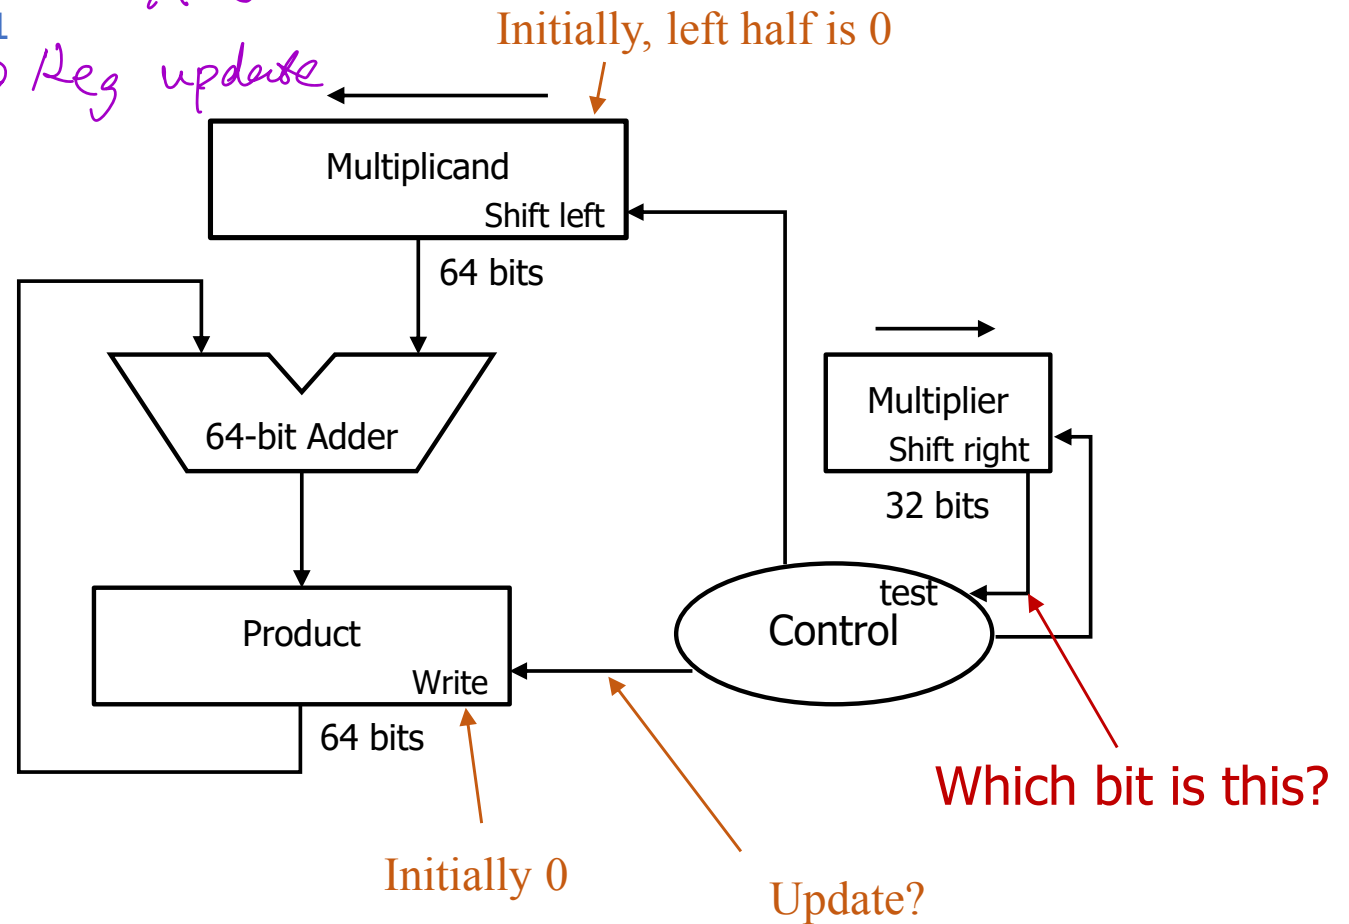 1
Initially, left half is 0
Reg update
Multiplicand
Shift left
64 bits
Multiplier
Shift right
64-bit Adder
32 bits
test
Control
Product
Write
64 bits
Which bit is this?
Initially 0
Update?